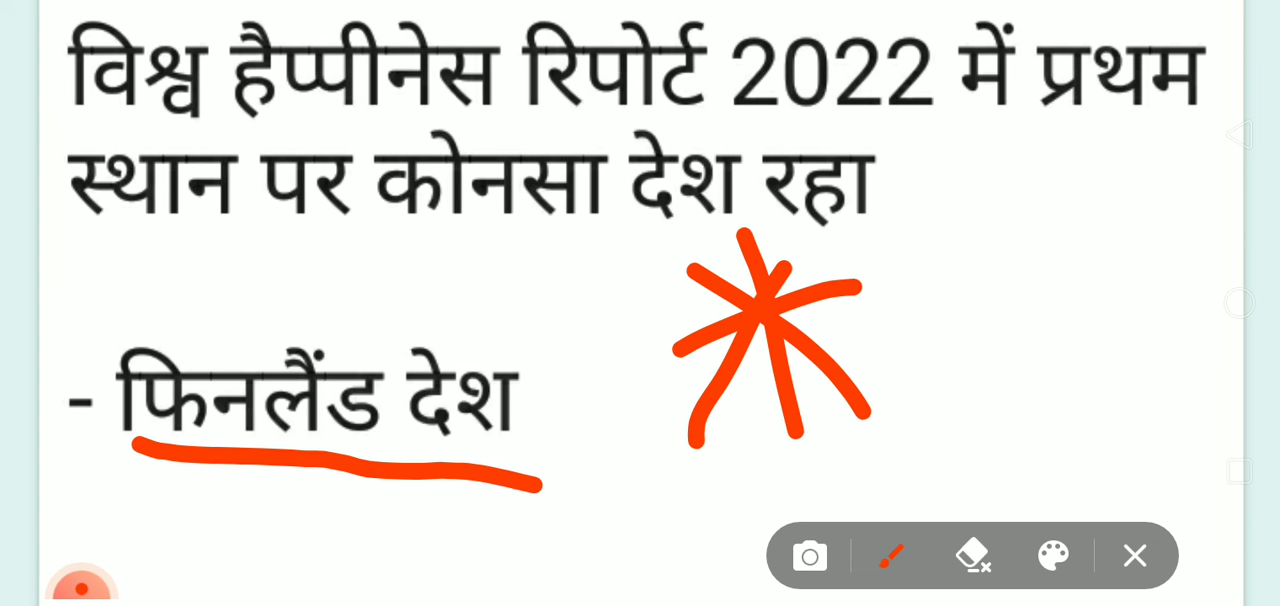 विश्व हैप्पीनेस रिपोर्ट 2022 में प्रथम
स्थान पर कोनसा देश रहा
- फिनलैंड देश